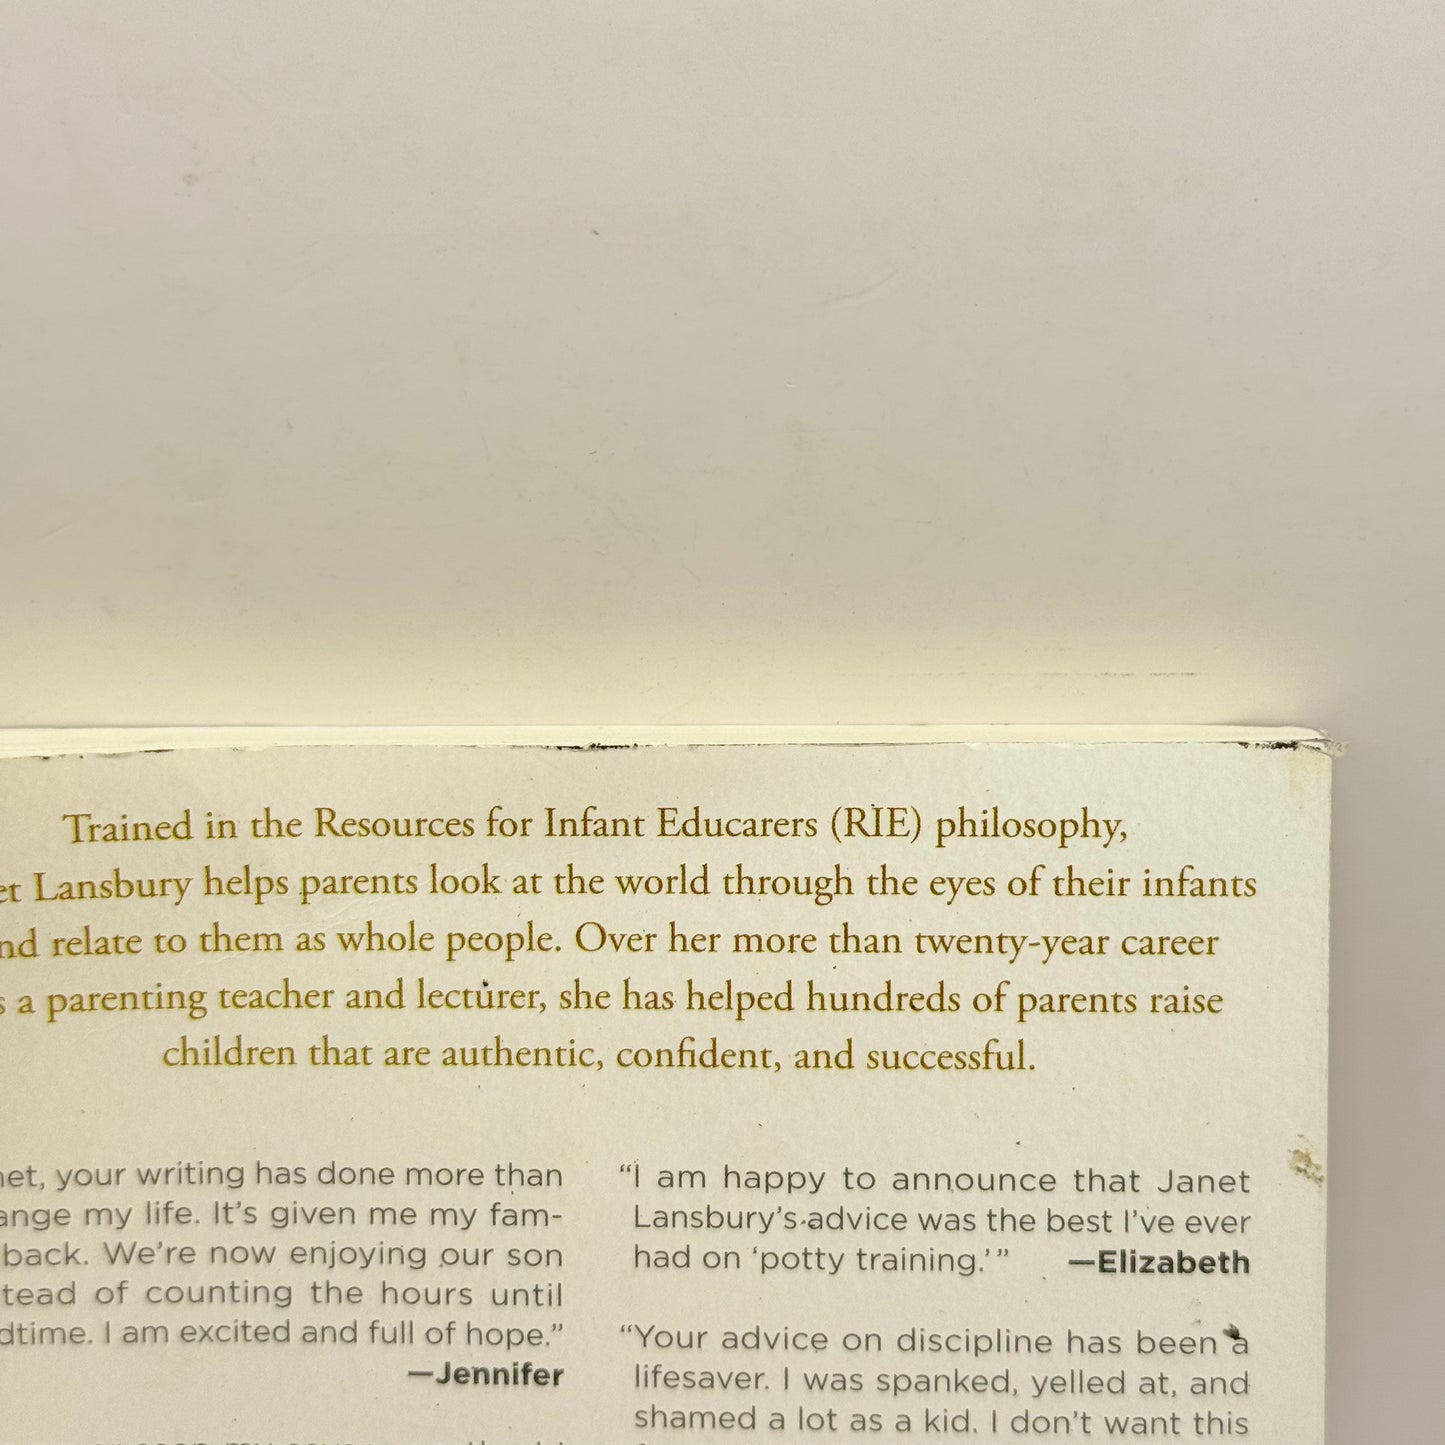 Trained in the Resources for Infant Educarers (RIE) philosophy,
et Lansbury helps parents look at the world through the eyes of their infants
nd relate to them as whole people. Over her more than twenty-year career
s a parenting teacher and lecturer, she has helped hundreds of parents raise
children that are authentic, confident, and successful.
net, your writing has done more than
ange my life. It's given me my fam-
back. We're now enjoying our son
tead of counting the hours until
dtime. I am excited and full of hope.”
—Jennifer
“I am happy to announce that Janet
Lansbury's advice was the best I've ever
had on ‘potty training.’” —Elizabeth
“Your advice on discipline has been a
lifesaver. I was spanked, yelled at, and
shamed a lot as a kid. I don't want this